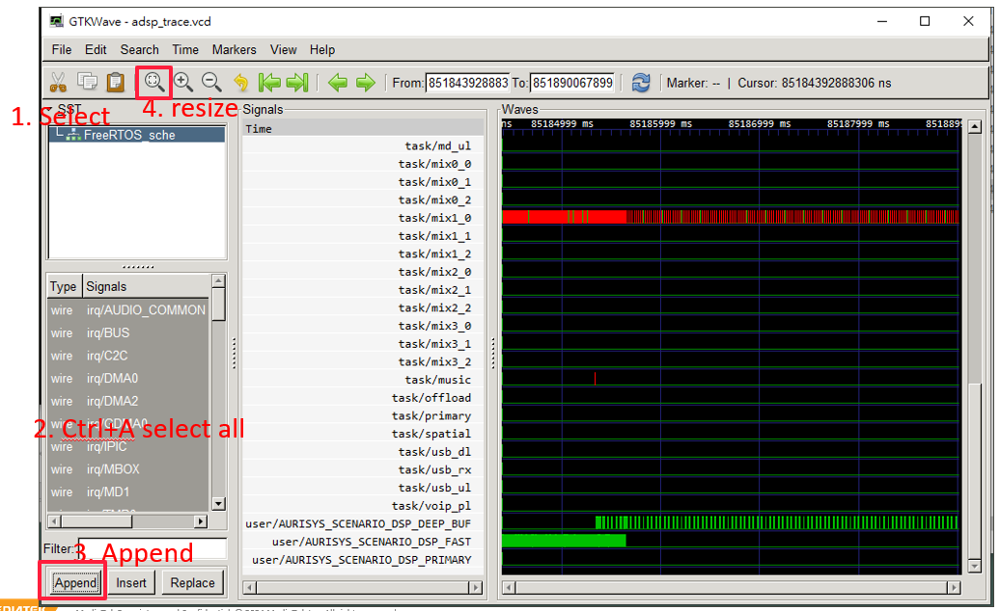 GTKWave - adsp_trace.vcd
File Edit Search Time Markers View Help
From: 851843928883 To: 851890067899 Marker: -- | Cursor: 85184392888306 ns
SST
1. Select
4. resize
FreeRTOS_sche
Type Signals
wire irq/AUDIO_COMMON
wire irq/BUS
wire irq/C2C
wire irq/DMA0
wire irq/DMA2
wire irq/GDMA0
2. Ctrl+A select all
wire irq/IPIC
wire irq/MBOX
wire irq/MD1
Filter:
3. Append
Append Insert Replace
Signals
Time
task/md_ul
task/mix0_0
task/mix0_1
task/mix0_2
task/mix1_0
task/mix1_1
task/mix1_2
task/mix2_0
task/mix2_1
task/mix2_2
task/mix3_0
task/mix3_1
task/mix3_2
task/music
task/offload
task/primary
task/spatial
task/usb_dl
task/usb_rx
task/usb_ul
task/voip_pl
user/AURISYS_SCENARIO_DSP_DEEP_BUF
user/AURISYS_SCENARIO_DSP_FAST
user/AURISYS_SCENARIO_DSP_PRIMARY
Waves
ns 85184999 ms 85185999 ms 85186999 ms 85187999 ms 8518899